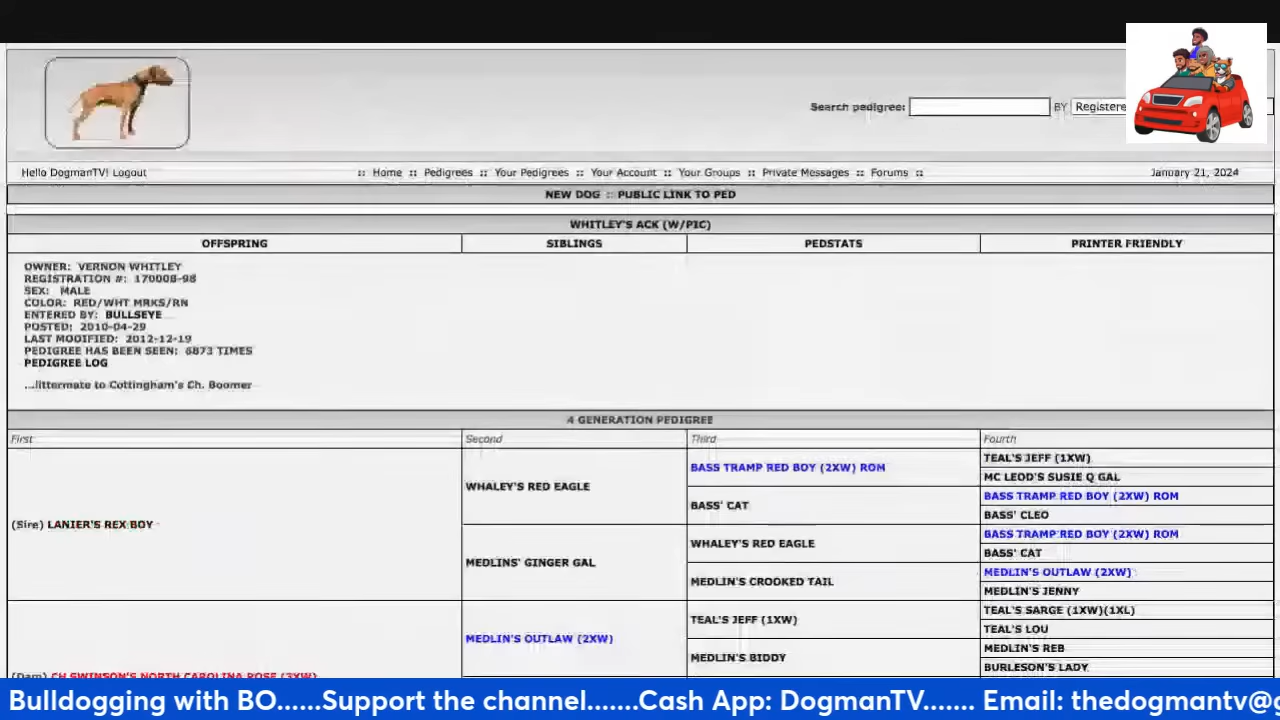 Search pedigree: BY Registere
Hello DogmanTV! Logout :: Home :: Pedigrees :: Your Pedigrees :: Your Account :: Your Groups :: Private Messages :: Forums :: January 21, 2024
NEW DOG :: PUBLIC LINK TO PED
WHITLEY'S ACK (W/PIC)
OFFSPRING SIBLINGS PEDSTATS PRINTER FRIENDLY
OWNER: VERNON WHITLEY
REGISTRATION #: 170008-98
SEX: MALE
COLOR: RED/WHT MRKS/RN
ENTERED BY: BULLSEYE
POSTED: 2010-04-29
LAST MODIFIED: 2012-12-19
PEDIGREE HAS BEEN SEEN: 6873 TIMES
PEDIGREE LOG
...littermate to Cottingham's Ch. Boomer
4 GENERATION PEDIGREE
First Second Third Fourth
TEAL'S JEFF (1XW)
BASS TRAMP RED BOY (2XW) ROM
MC LEOD'S SUSIE Q GAL
WHALEY'S RED EAGLE
BASS TRAMP RED BOY (2XW) ROM
BASS' CAT
BASS' CLEO
(Sire) LANIER'S REX BOY
BASS TRAMP RED BOY (2XW) ROM
WHALEY'S RED EAGLE
BASS' CAT
MEDLINS' GINGER GAL
MEDLIN'S OUTLAW (2XW)
MEDLIN'S CROOKED TAIL
MEDLIN'S JENNY
TEAL'S SARGE (1XW)(1XL)
TEAL'S JEFF (1XW)
TEAL'S LOU
MEDLIN'S OUTLAW (2XW)
MEDLIN'S REB
MEDLIN'S BIDDY
BURLESON'S LADY
(Dam) CH SWINSON'S NORTH CAROLINA ROSE (3XW)
Bulldogging with BO......Support the channel.......Cash App: DogmanTV....... Email: thedogmantv@g